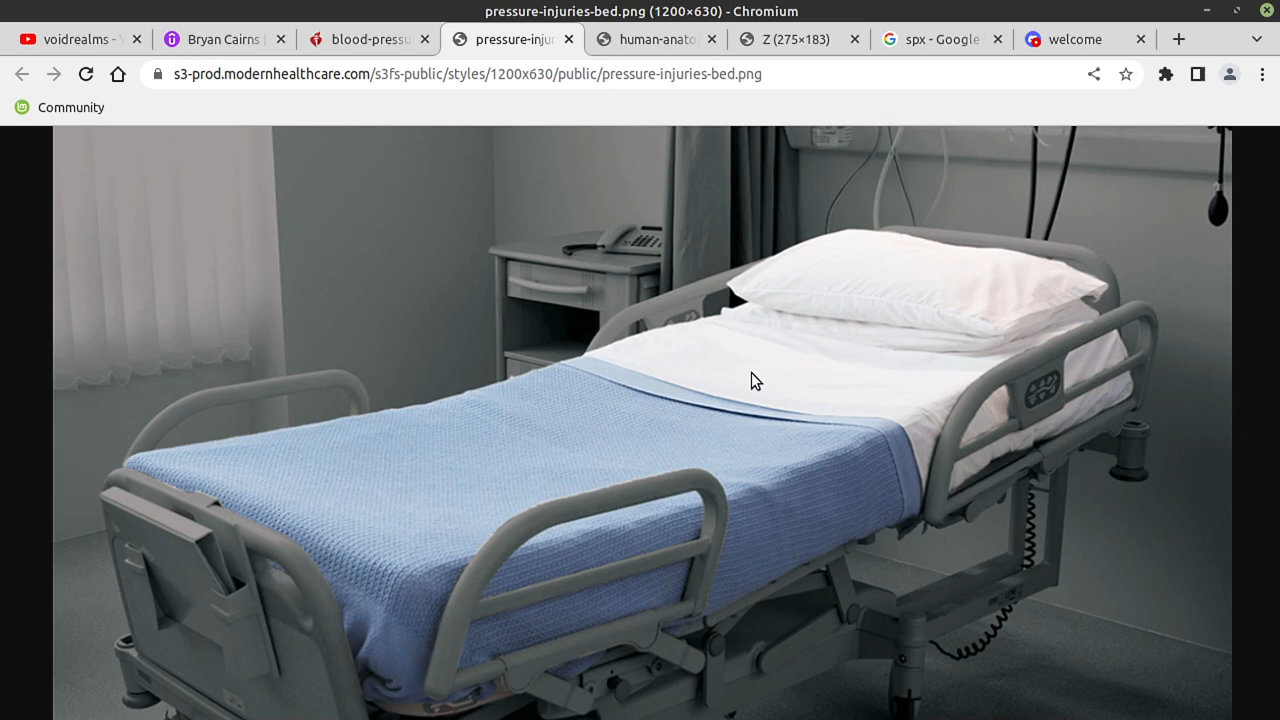 pressure-injuries-bed.png (1200×630) - Chromium
voidrealms - Y
Bryan Cairns |
blood-pressu
pressure-injur
human-anato
Z (275×183)
spx - Google
welcome
s3-prod.modernhealthcare.com/s3fs-public/styles/1200x630/public/pressure-injuries-bed.png
Community